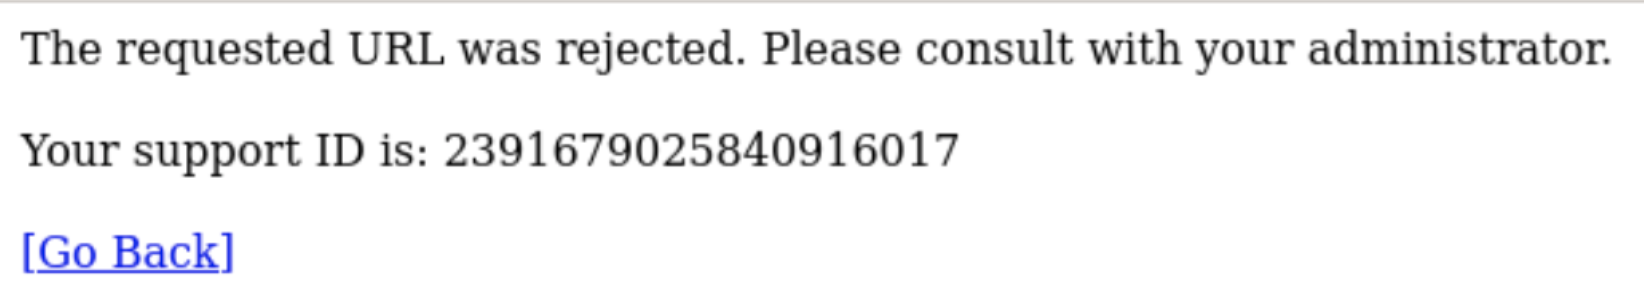 The requested URL was rejected. Please consult with your administrator.
Your support ID is: 2391679025840916017
[Go Back]